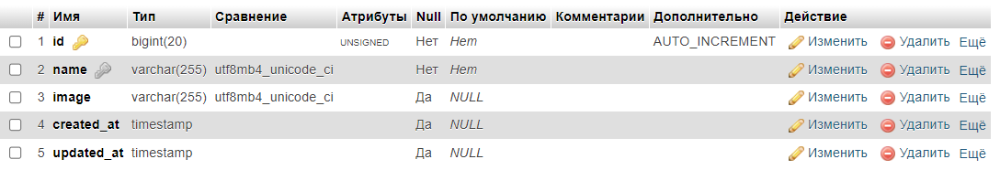 # Имя Тип Сравнение Атрибуты Null По умолчанию Комментарии Дополнительно Действие
1 id bigint(20) UNSIGNED Нет Нет AUTO_INCREMENT Изменить Удалить Ещё
2 name varchar(255) utf8mb4_unicode_ci Нет Нет Изменить Удалить Ещё
3 image varchar(255) utf8mb4_unicode_ci Да NULL Изменить Удалить Ещё
4 created_at timestamp Да NULL Изменить Удалить Ещё
5 updated_at timestamp Да NULL Изменить Удалить Ещё